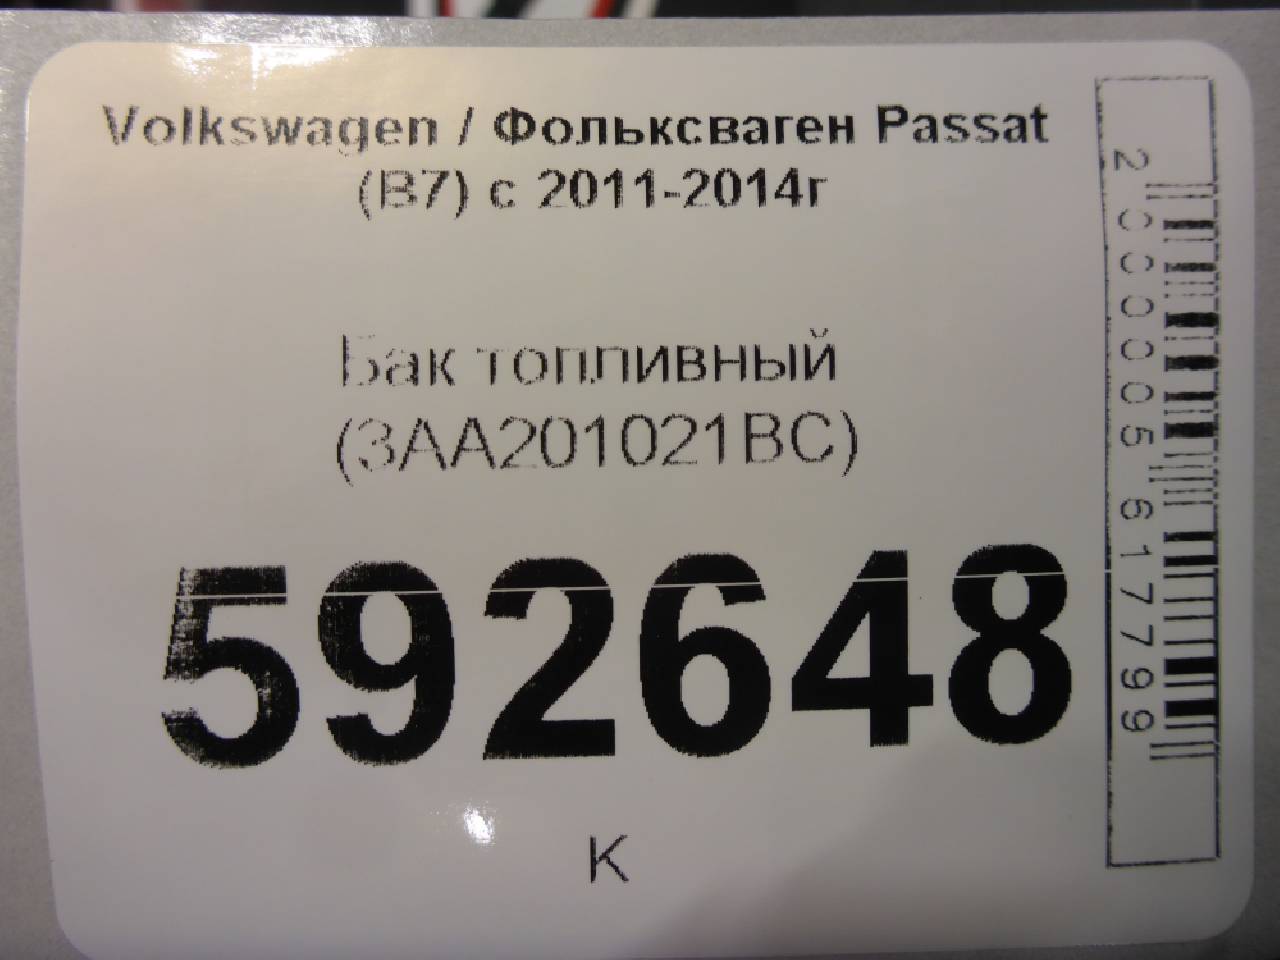 Volkswagen / Фольксваген Passat
(B7) с 2011-2014г
Бак топливный
(3AA201021BC)
592648
К
2000005617799